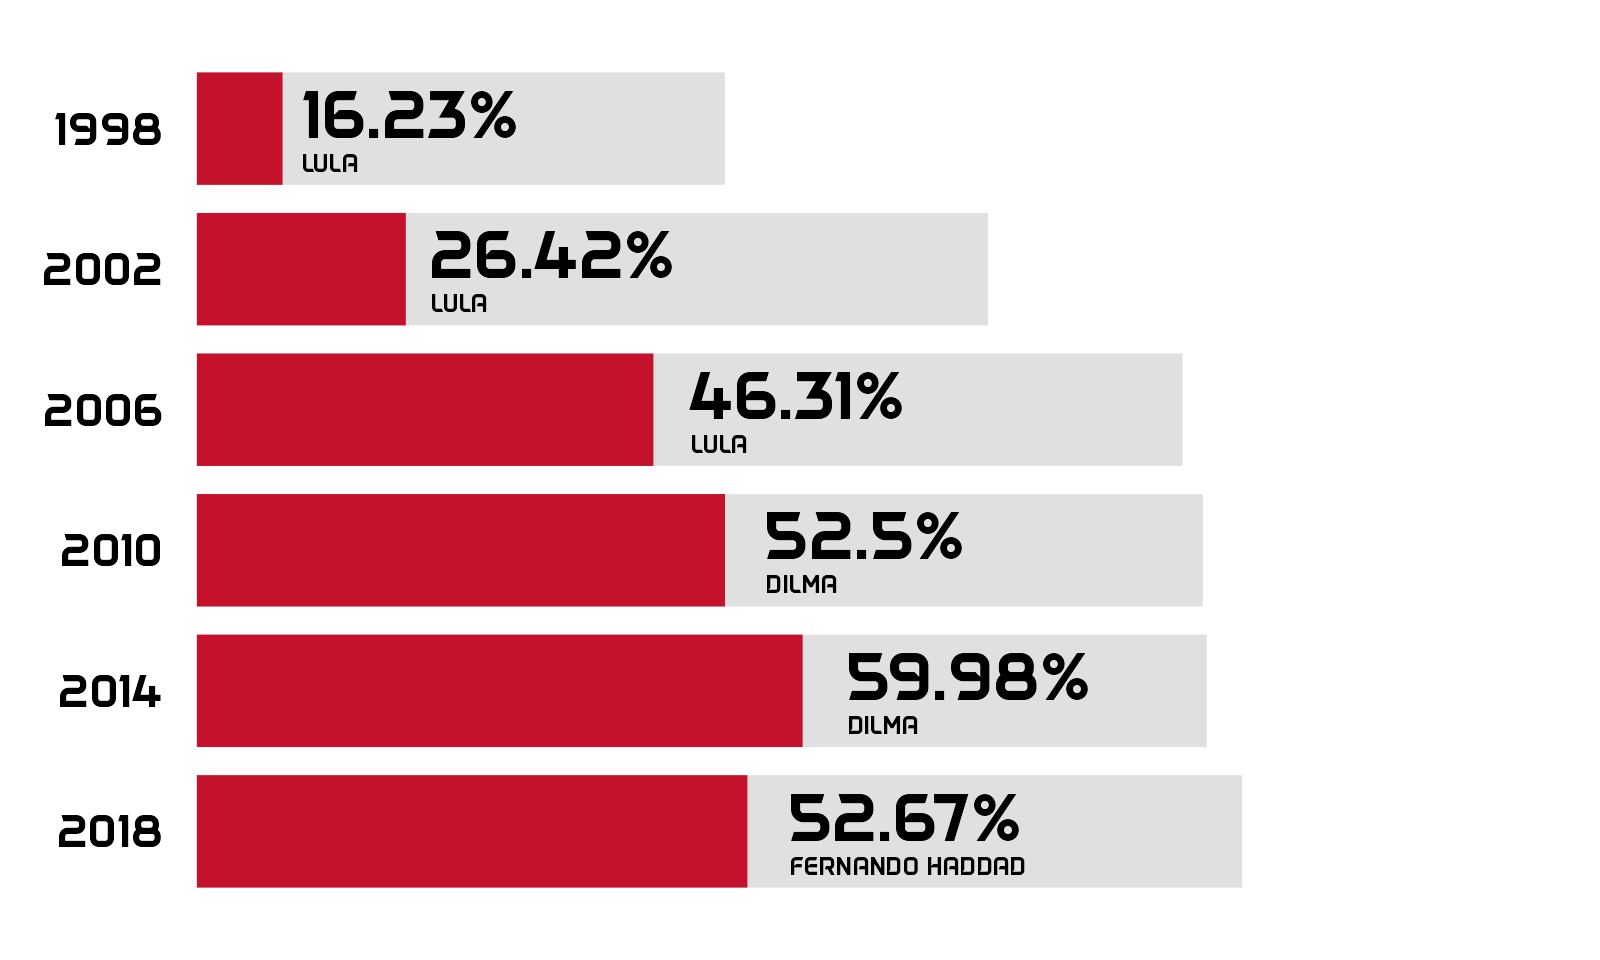 1998
16.23%
LULA
2002
26.42%
LULA
2006
46.31%
LULA
2010
52.5%
DILMA
2014
59.98%
DILMA
2018
52.67%
FERNANDO HADDAD